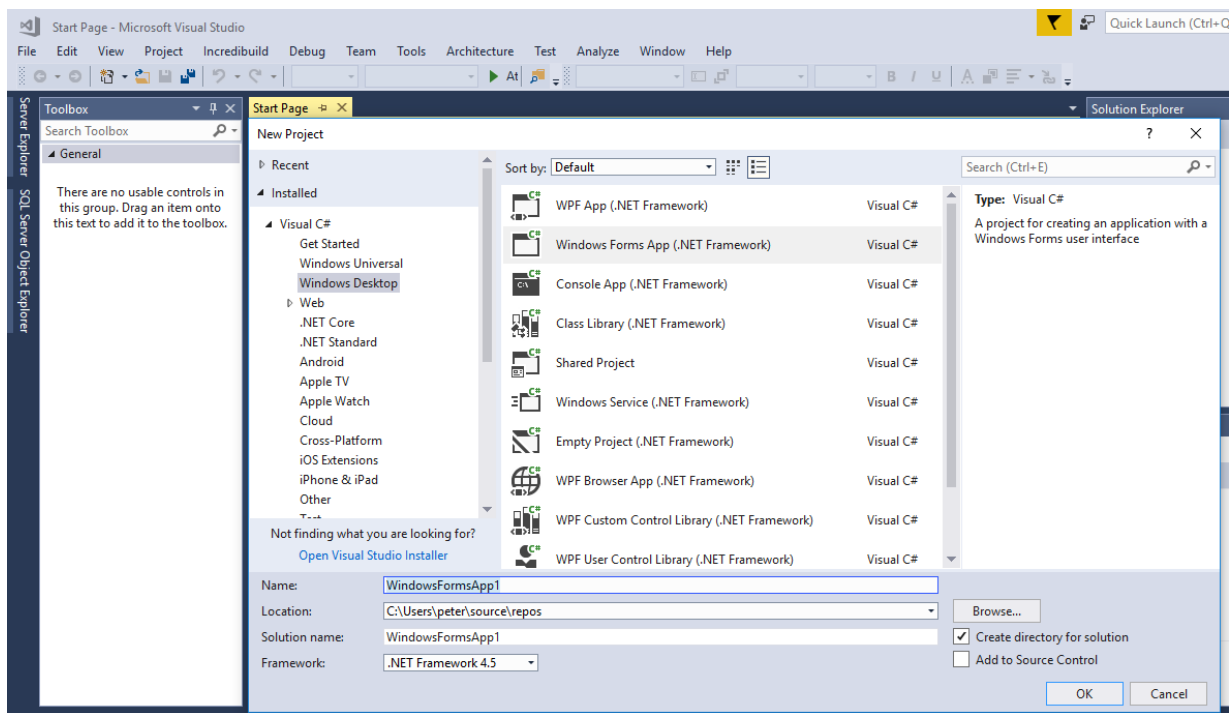 Start Page - Microsoft Visual Studio
Quick Launch (Ctrl+Q
File Edit View Project Incredibuild Debug Team Tools Architecture Test Analyze Window Help
At
B I U A
Server Explorer
SQL Server Object Explorer
Toolbox
Search Toolbox
General
There are no usable controls in
this group. Drag an item onto
this text to add it to the toolbox.
Start Page
Solution Explorer
New Project
?
Recent
Installed
Visual C#
Get Started
Windows Universal
Windows Desktop
Web
.NET Core
.NET Standard
Android
Apple TV
Apple Watch
Cloud
Cross-Platform
iOS Extensions
iPhone & iPad
Other
Not finding what you are looking for?
Open Visual Studio Installer
Sort by: Default
Search (Ctrl+E)
WPF App (.NET Framework) Visual C#
Windows Forms App (.NET Framework) Visual C#
Console App (.NET Framework) Visual C#
Class Library (.NET Framework) Visual C#
Shared Project Visual C#
Windows Service (.NET Framework) Visual C#
Empty Project (.NET Framework) Visual C#
WPF Browser App (.NET Framework) Visual C#
WPF Custom Control Library (.NET Framework) Visual C#
WPF User Control Library (.NET Framework) Visual C#
Type: Visual C#
A project for creating an application with a
Windows Forms user interface
Name: WindowsFormsApp1
Location: C:\Users\peter\source\repos
Browse...
Solution name: WindowsFormsApp1
Create directory for solution
Framework: .NET Framework 4.5
Add to Source Control
OK Cancel